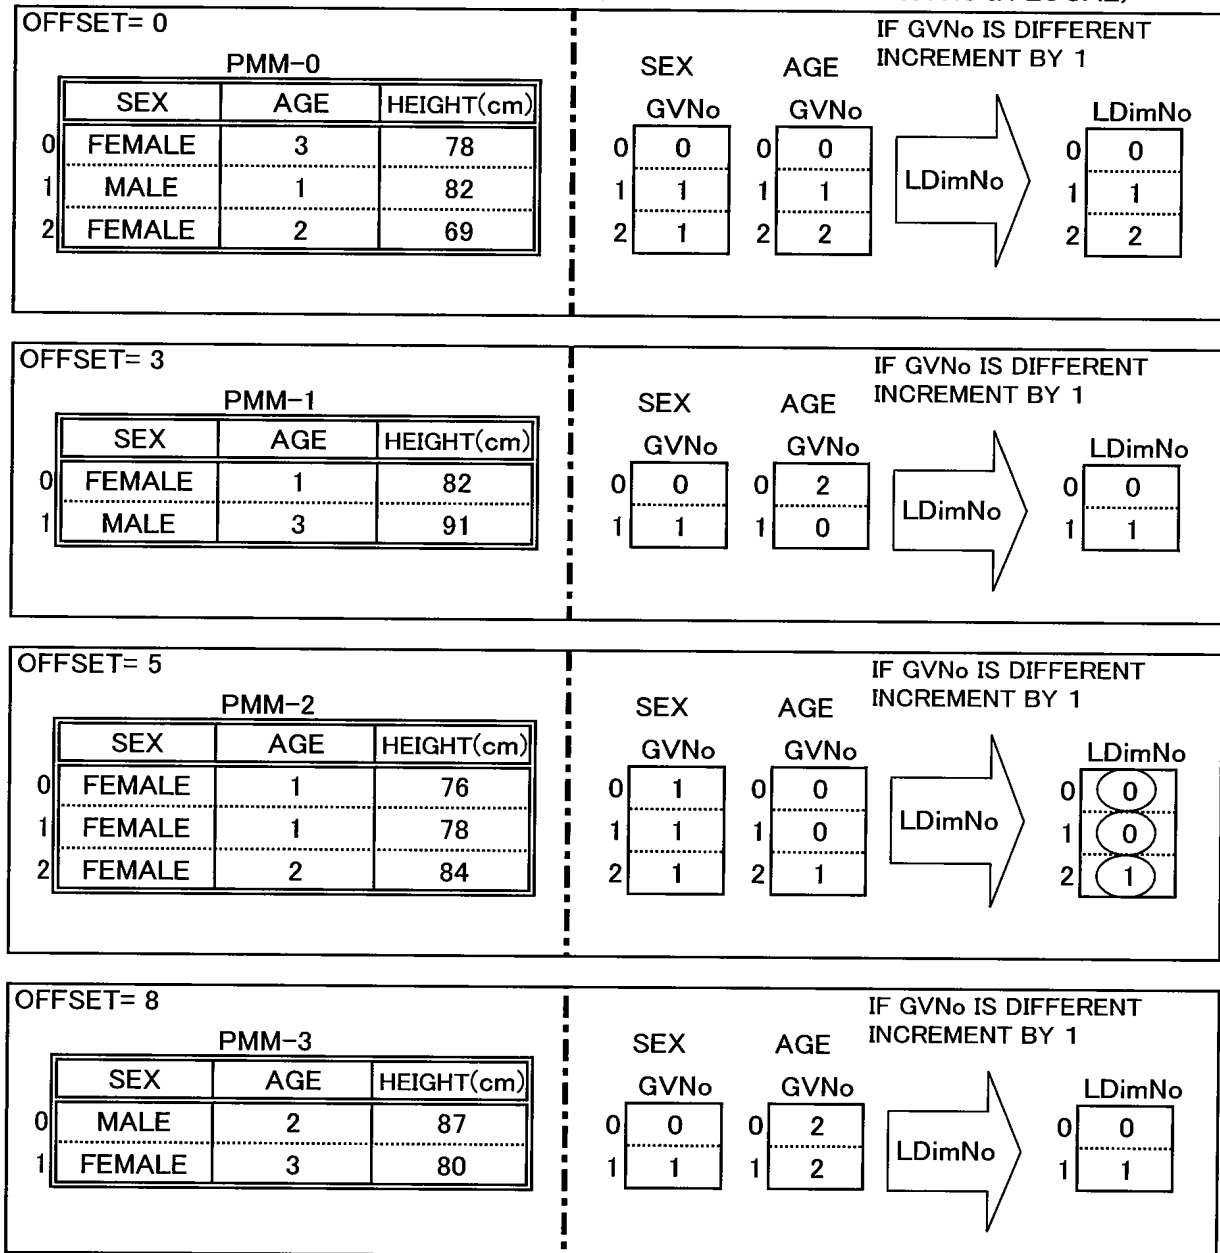 OFFSET= 0
IF GVNo IS DIFFERENT
INCREMENT BY 1
PMM-0
SEX AGE HEIGHT(cm)
0 FEMALE 3 78
1 MALE 1 82
2 FEMALE 2 69
SEX AGE
GVNo GVNo LDimNo
0 0 0 0 LDimNo 0 0
1 1 1 1 1 1
2 1 2 2 2 2
OFFSET= 3
IF GVNo IS DIFFERENT
INCREMENT BY 1
PMM-1
SEX AGE HEIGHT(cm)
0 FEMALE 1 82
1 MALE 3 91
SEX AGE
GVNo GVNo LDimNo
0 0 0 2 LDimNo 0 0
1 1 1 0 1 1
OFFSET= 5
IF GVNo IS DIFFERENT
INCREMENT BY 1
PMM-2
SEX AGE HEIGHT(cm)
0 FEMALE 1 76
1 FEMALE 1 78
2 FEMALE 2 84
SEX AGE
GVNo GVNo LDimNo
0 1 0 0 LDimNo 0 0
1 1 1 0 1 0
2 1 2 1 2 1
OFFSET= 8
IF GVNo IS DIFFERENT
INCREMENT BY 1
PMM-3
SEX AGE HEIGHT(cm)
0 MALE 2 87
1 FEMALE 3 80
SEX AGE
GVNo GVNo LDimNo
0 0 0 2 LDimNo 0 0
1 1 1 2 1 1